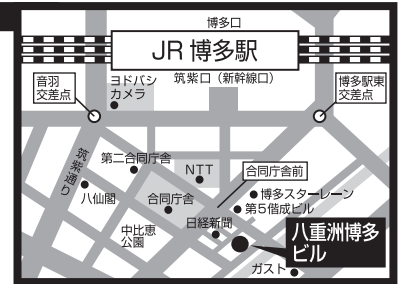 博多口
JR 博多駅
筑紫口（新幹線口）
音羽
交差点
ヨドバシ
カメラ
博多駅東
交差点
筑紫通り
第二合同庁舎
NTT
合同庁舎前
八仙閣
合同庁舎
博多スターレーン
第5偕成ビル
日経新聞
中比恵
公園
八重洲博多
ビル
ガスト